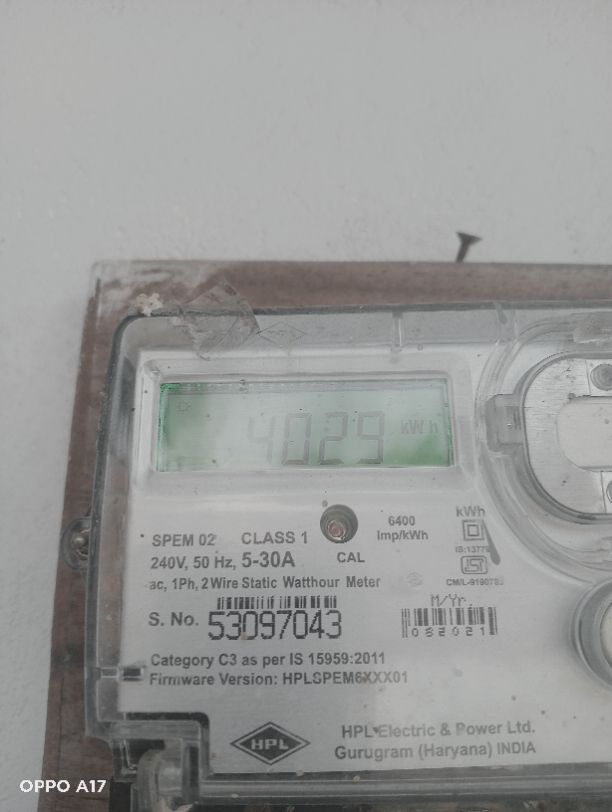 4029 kWh
6400
Imp/kWh
kWh
SPEM 02 CLASS 1
240V, 50 Hz, 5-30A CAL
ac, 1Ph, 2 Wire Static Watthour Meter
S. No. 53097043
M/Yr.
062021
Category C3 as per IS 15959:2011
Firmware Version: HPLSPEM6XXX01
HPL
HPL Electric & Power Ltd.
Gurugram (Haryana) INDIA
OPPO A17